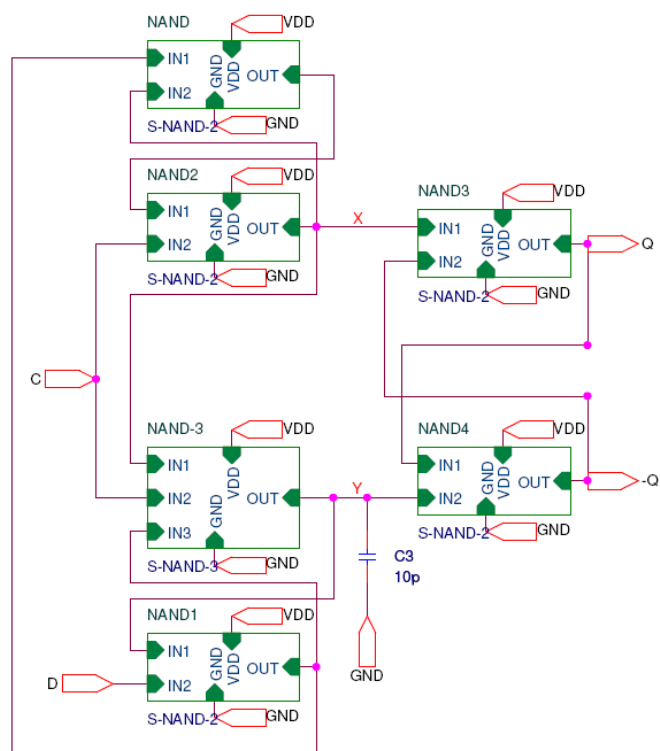 NAND
VDD
IN1
IN2
GND
VDD
OUT
S-NAND-2
GND
NAND2
VDD
IN1
IN2
GND
VDD
OUT
S-NAND-2
GND
X
NAND3
VDD
IN1
IN2
GND
VDD
OUT
Q
S-NAND-2
GND
C
NAND-3
VDD
IN1
IN2
IN3
GND
VDD
OUT
S-NAND-3
GND
Y
C3
10p
GND
NAND4
VDD
IN1
IN2
GND
VDD
OUT
-Q
S-NAND-2
GND
NAND1
VDD
IN1
D
IN2
GND
VDD
OUT
S-NAND-2
GND